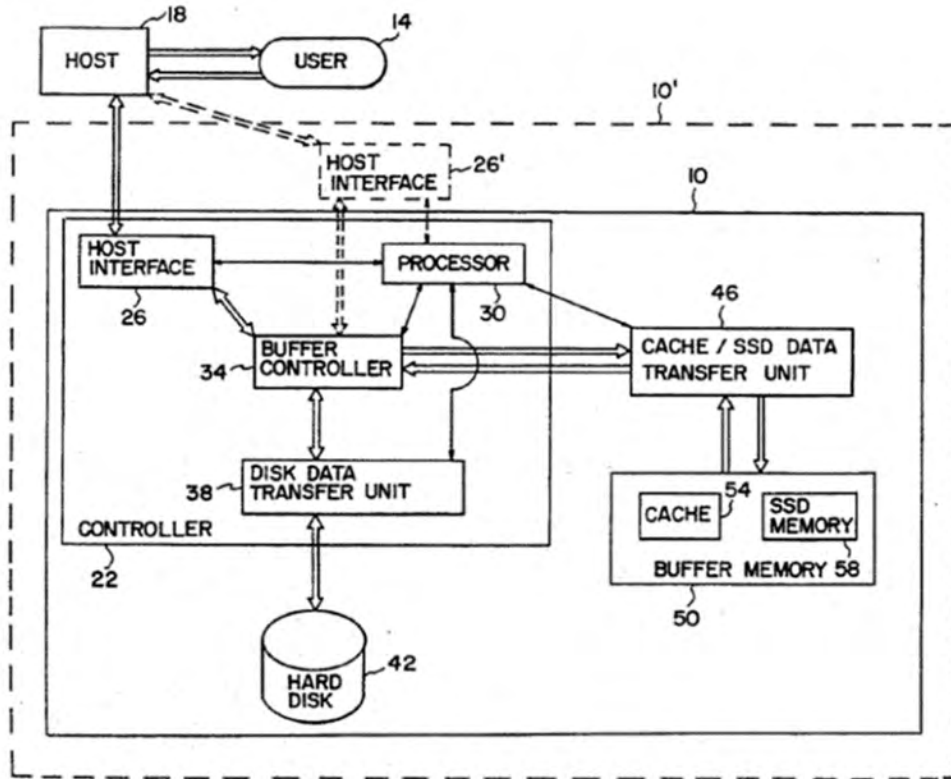 18
HOST
14
USER
10'
HOST
INTERFACE
26'
10
HOST
INTERFACE
26
PROCESSOR
30
46
CACHE / SSD DATA
TRANSFER UNIT
34
BUFFER
CONTROLLER
38
DISK DATA
TRANSFER UNIT
CONTROLLER
22
54
CACHE
SSD
MEMORY
BUFFER MEMORY 58
50
42
HARD
DISK